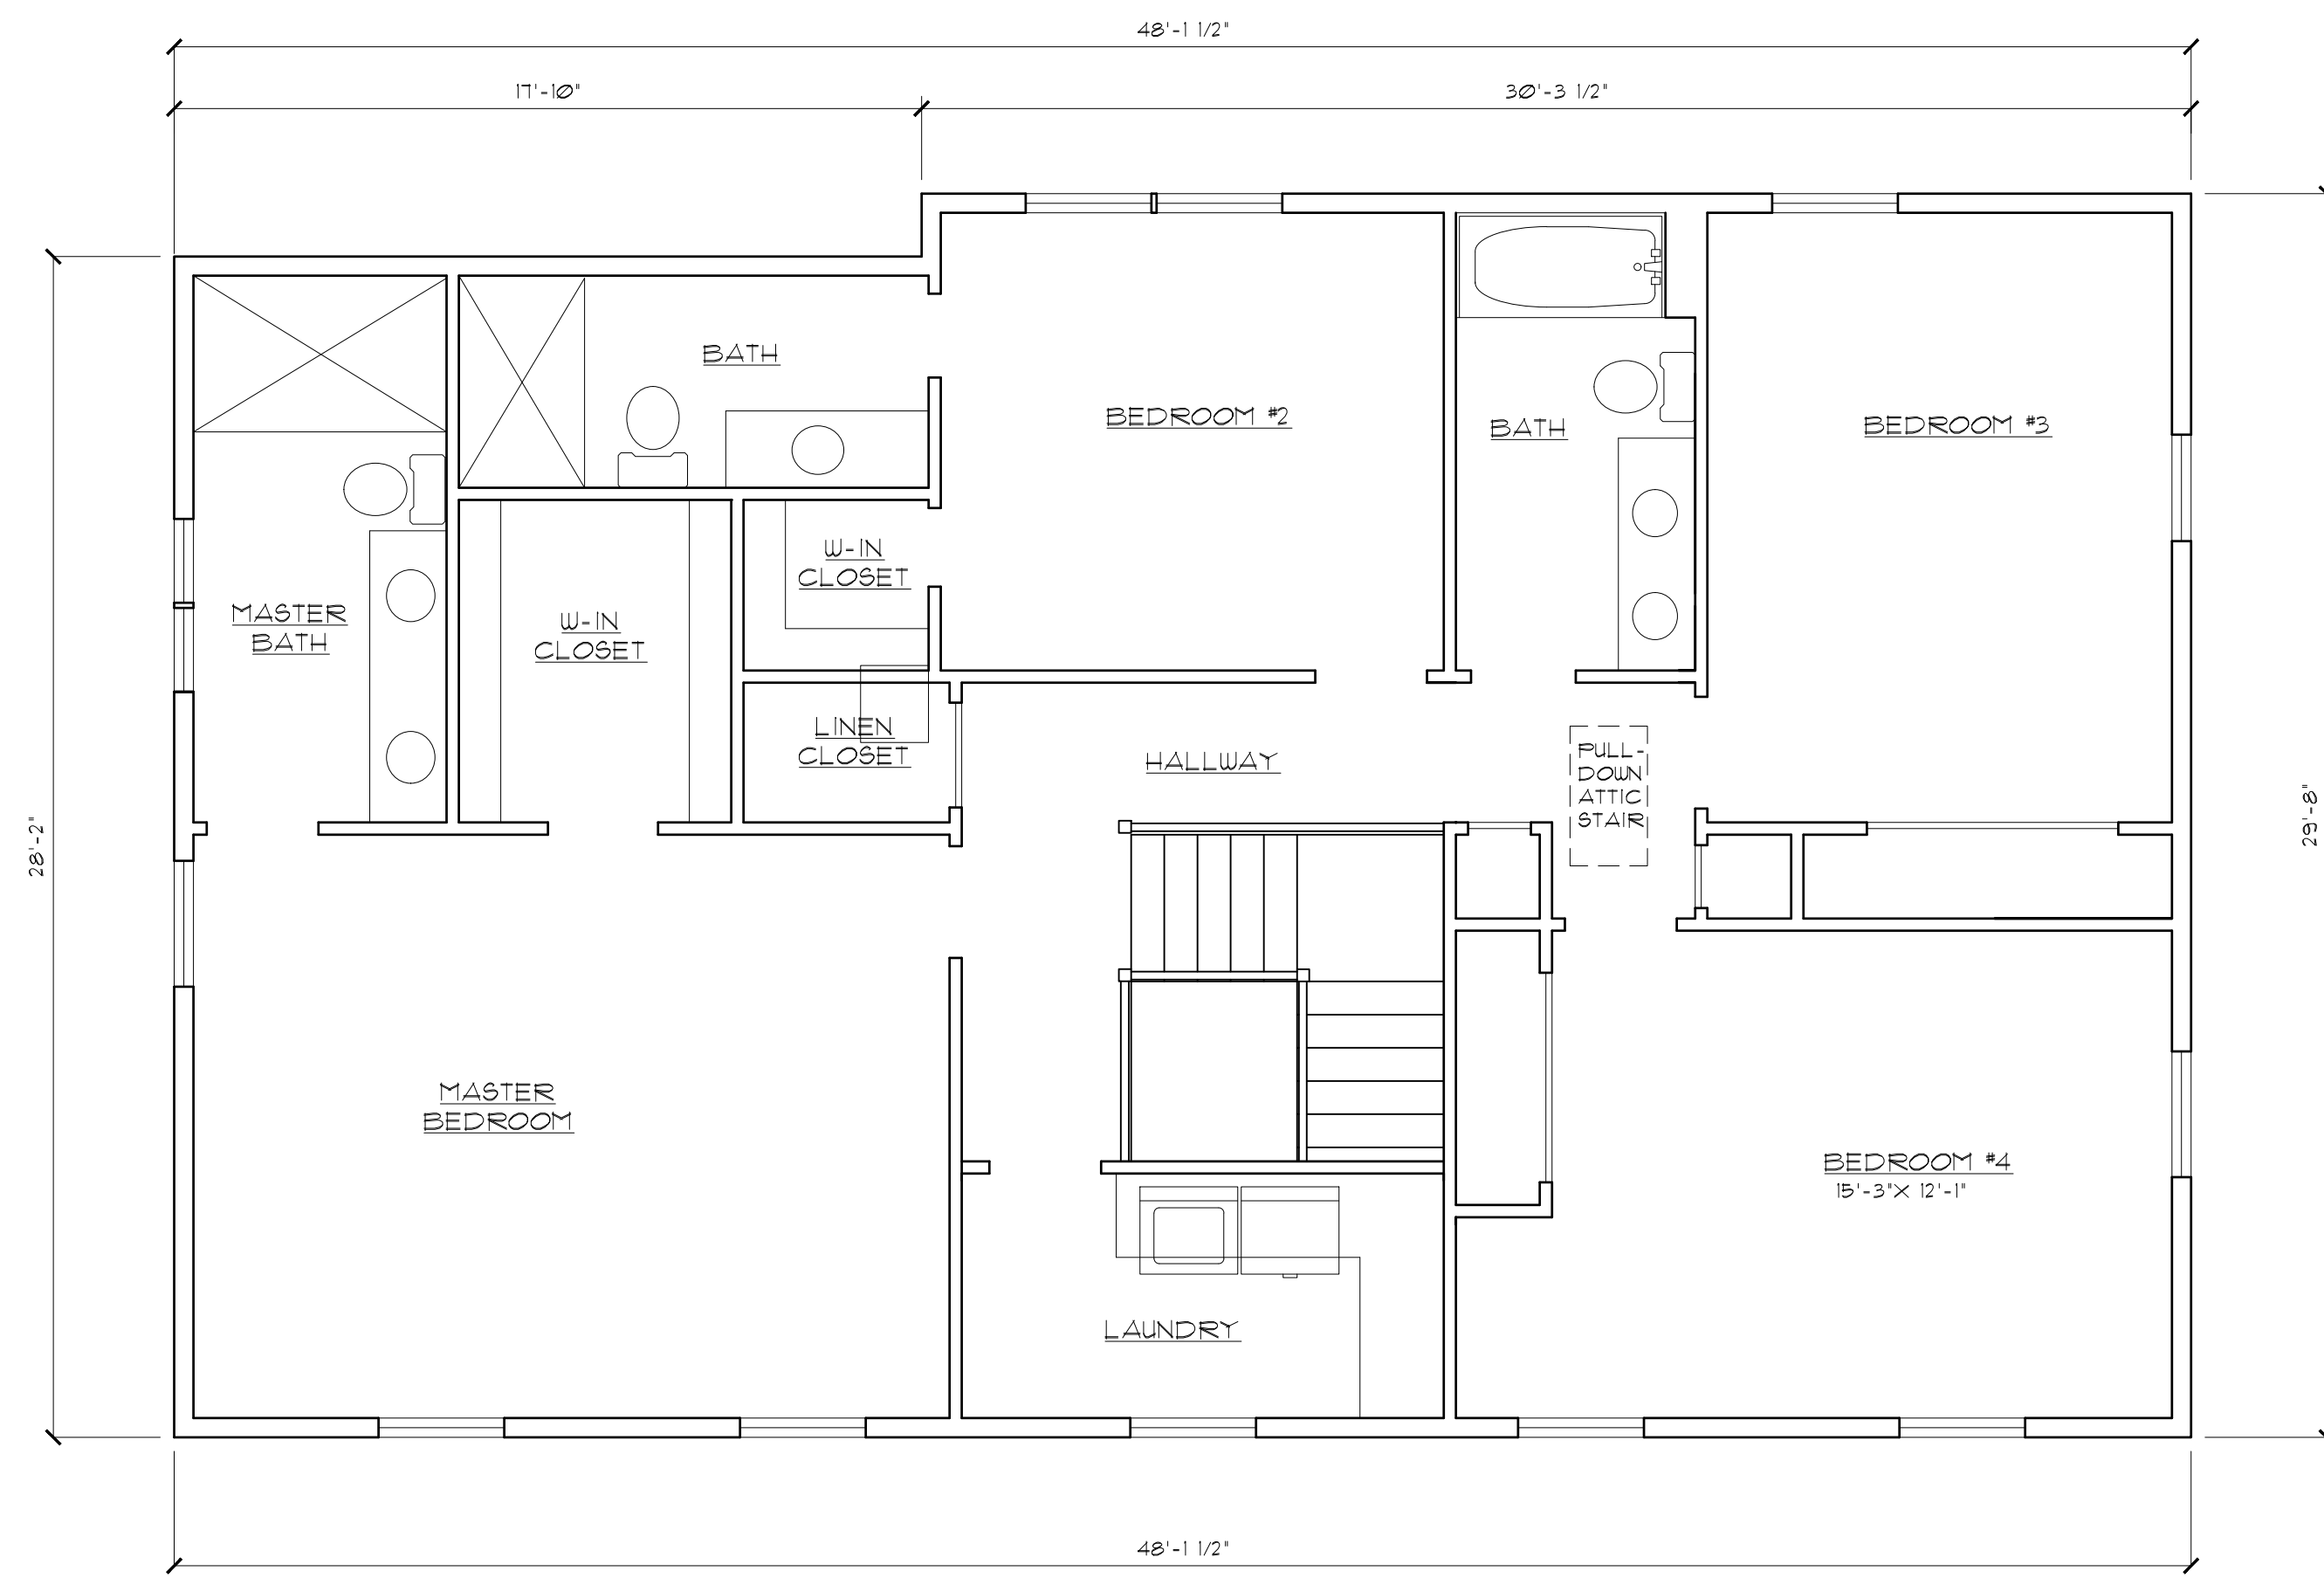 48'-1 1/2"
17'-10"
30'-3 1/2"
BATH
BEDROOM #2
BATH
BEDROOM #3
W-IN
CLOSET
MASTER
BATH
W-IN
CLOSET
LINEN
CLOSET
HALLWAY
PULL-
DOWN
ATTIC
STAIR
28'-2"
29'-8"
MASTER
BEDROOM
BEDROOM #4
15'-3"X 12'-1"
LAUNDRY
48'-1 1/2"